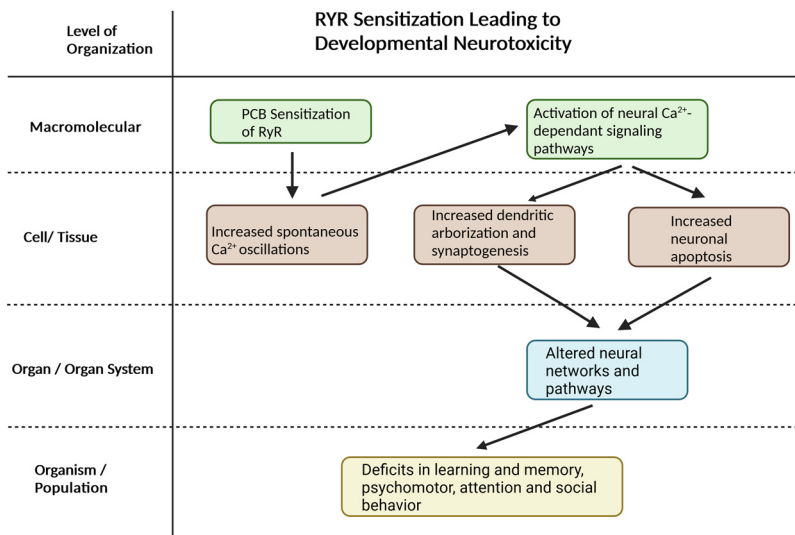 RYR Sensitization Leading to
Developmental Neurotoxicity
Level of
Organization
Macromolecular
PCB Sensitization
of RyR
Activation of neural Ca²⁺-
dependant signaling
pathways
Cell/ Tissue
Increased spontaneous
Ca²⁺ oscillations
Increased dendritic
arborization and
synaptogenesis
Increased
neuronal
apoptosis
Organ / Organ System
Altered neural
networks and
pathways
Organism /
Population
Deficits in learning and memory,
psychomotor, attention and social
behavior